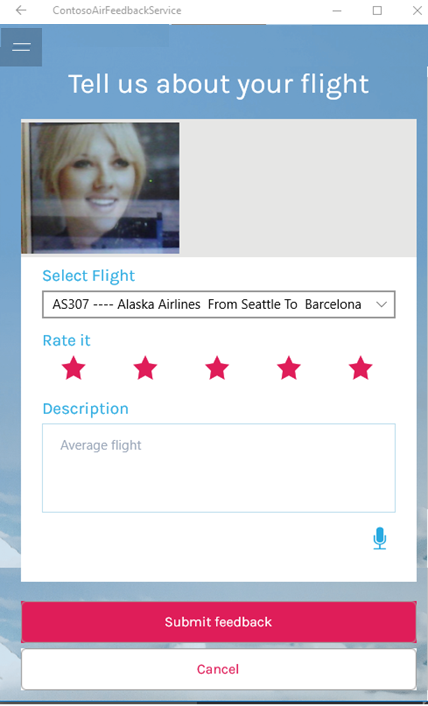 ContosoAirFeedbackService
Tell us about your flight
Select Flight
AS307 ---- Alaska Airlines From Seattle To Barcelona
Rate it
Description
Average flight
Submit feedback
Cancel